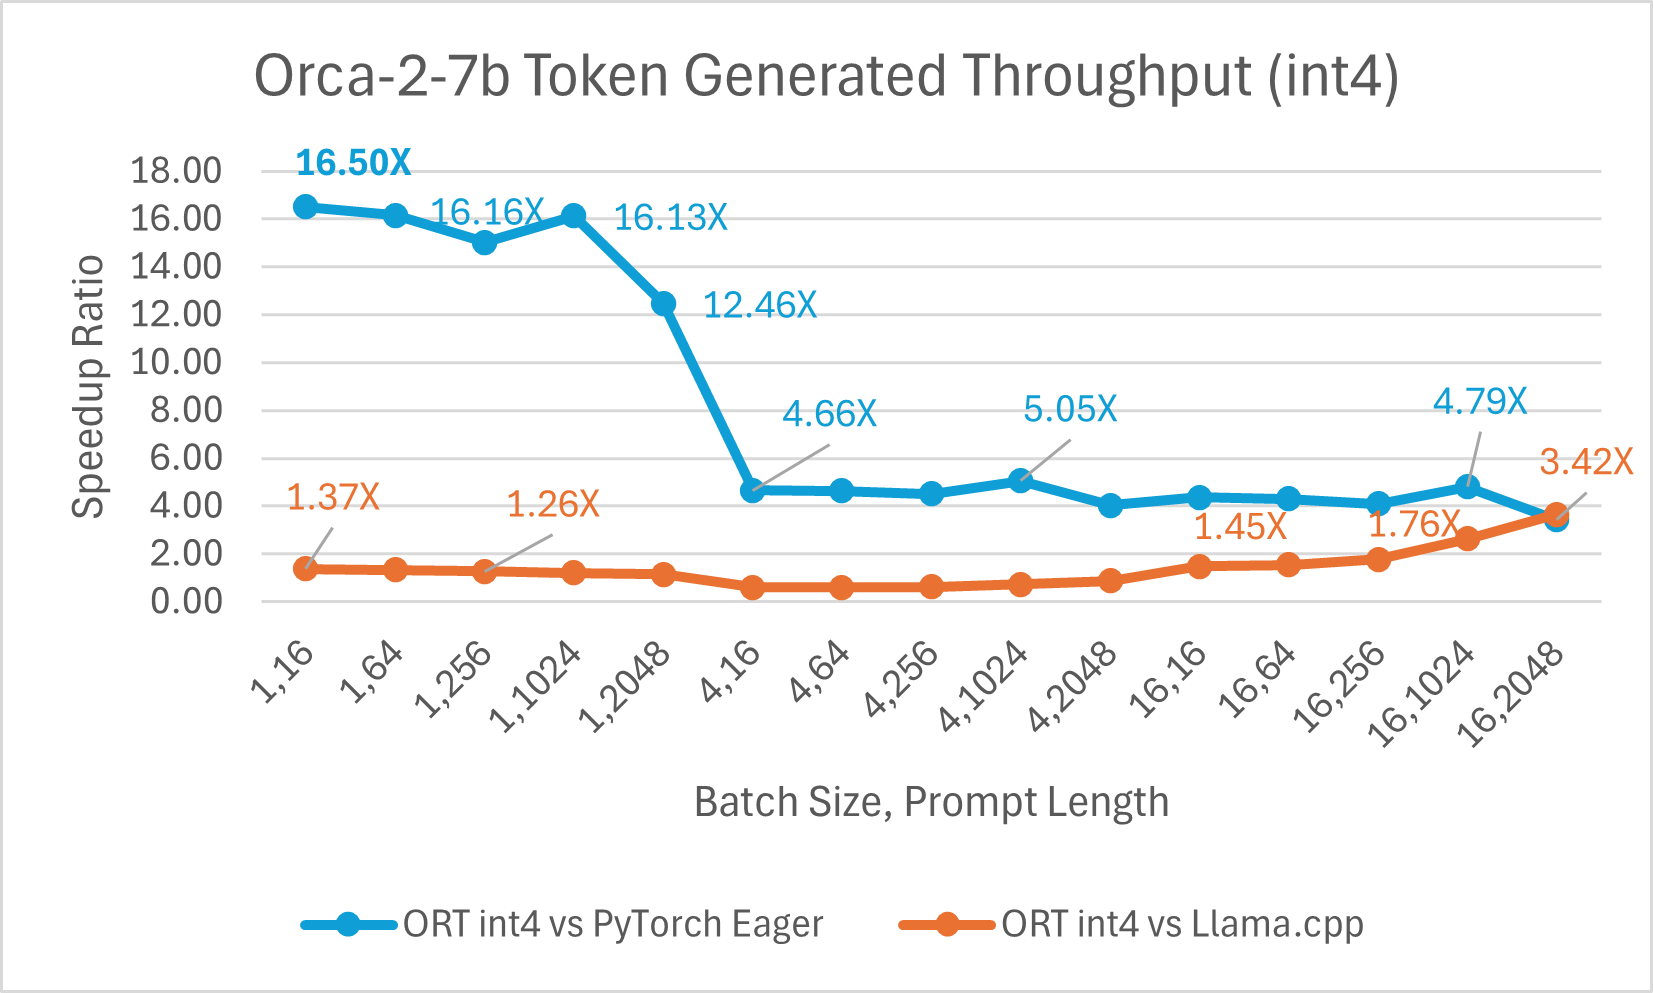 Orca-2-7b Token Generated Throughput (int4)
Speedup Ratio
18.00
16.00
14.00
12.00
10.00
8.00
6.00
4.00
2.00
0.00
16.50X
16.16X
16.13X
12.46X
4.66X
5.05X
4.79X
3.42X
1.37X
1.26X
1.45X
1.76X
1,16
1,64
1,256
1,1024
1,2048
4,16
4,64
4,256
4,1024
4,2048
16,16
16,64
16,256
16,1024
16,2048
Batch Size, Prompt Length
ORT int4 vs PyTorch Eager
ORT int4 vs Llama.cpp